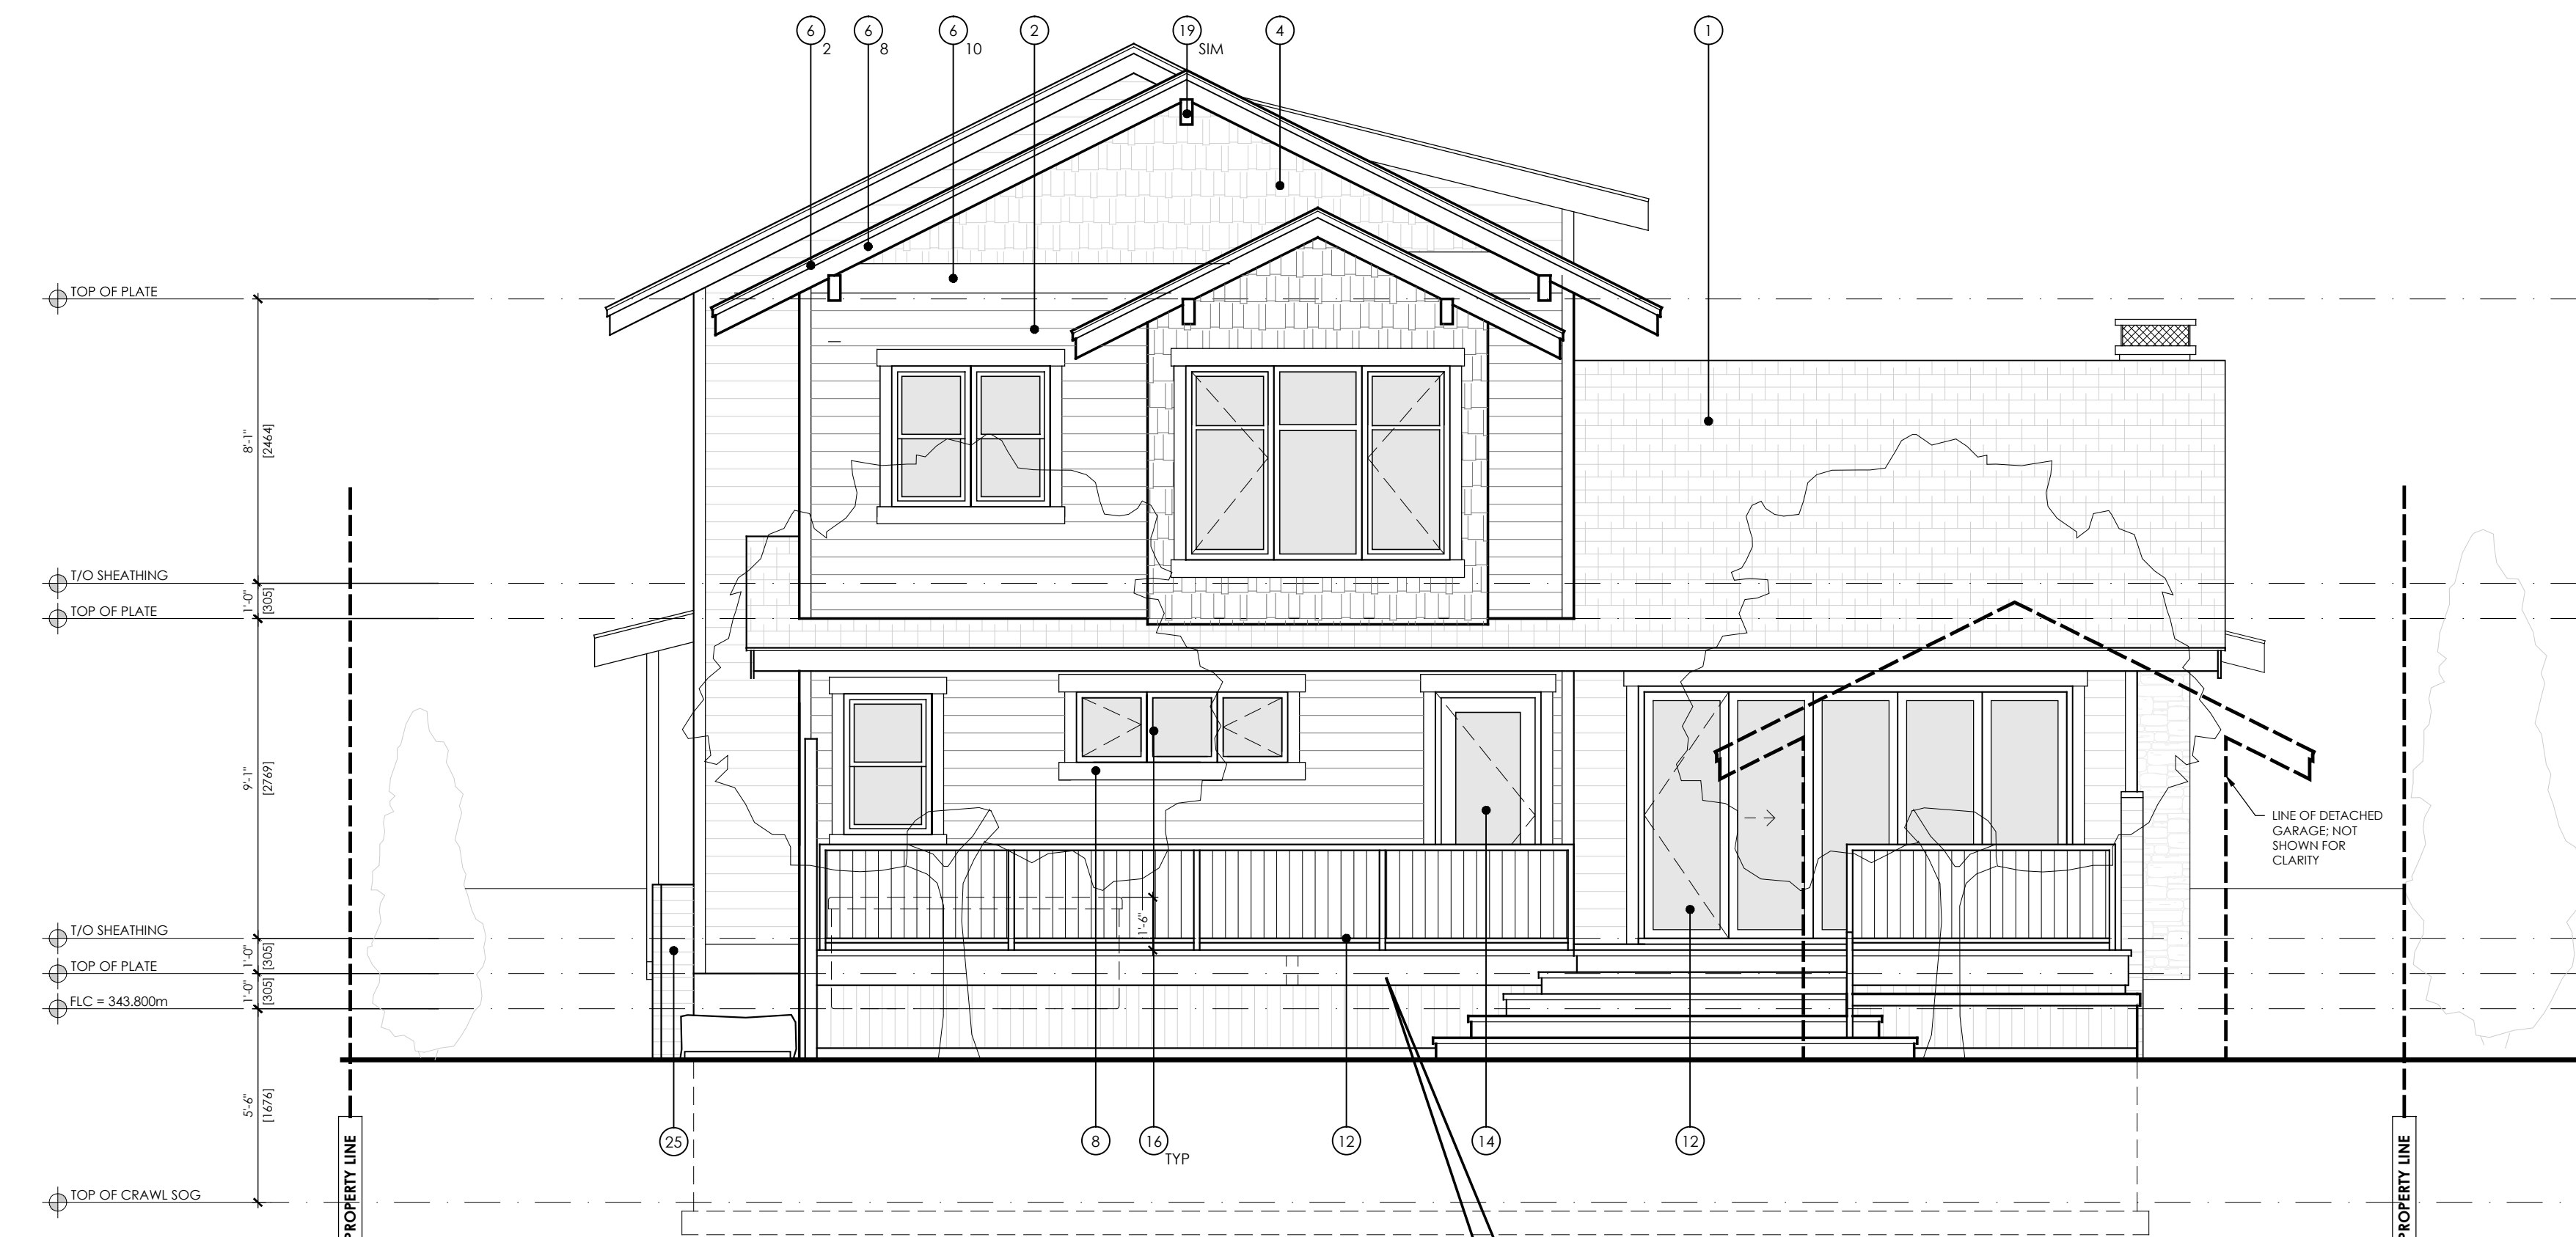 6 2
6 8
6 10
2
19 SIM
4
1
TOP OF PLATE
8'-1" [2464]
T/O SHEATHING
1'-0" [305]
TOP OF PLATE
9'-1" [2769]
LINE OF DETACHED
GARAGE; NOT
SHOWN FOR
CLARITY
1'-6"
T/O SHEATHING
1'-0" [305]
TOP OF PLATE
1'-0" [305]
FLC = 343.800m
5'-6" [1676]
25
8
16 TYP
12
14
12
PROPERTY LINE
PROPERTY LINE
TOP OF CRAWL SOG